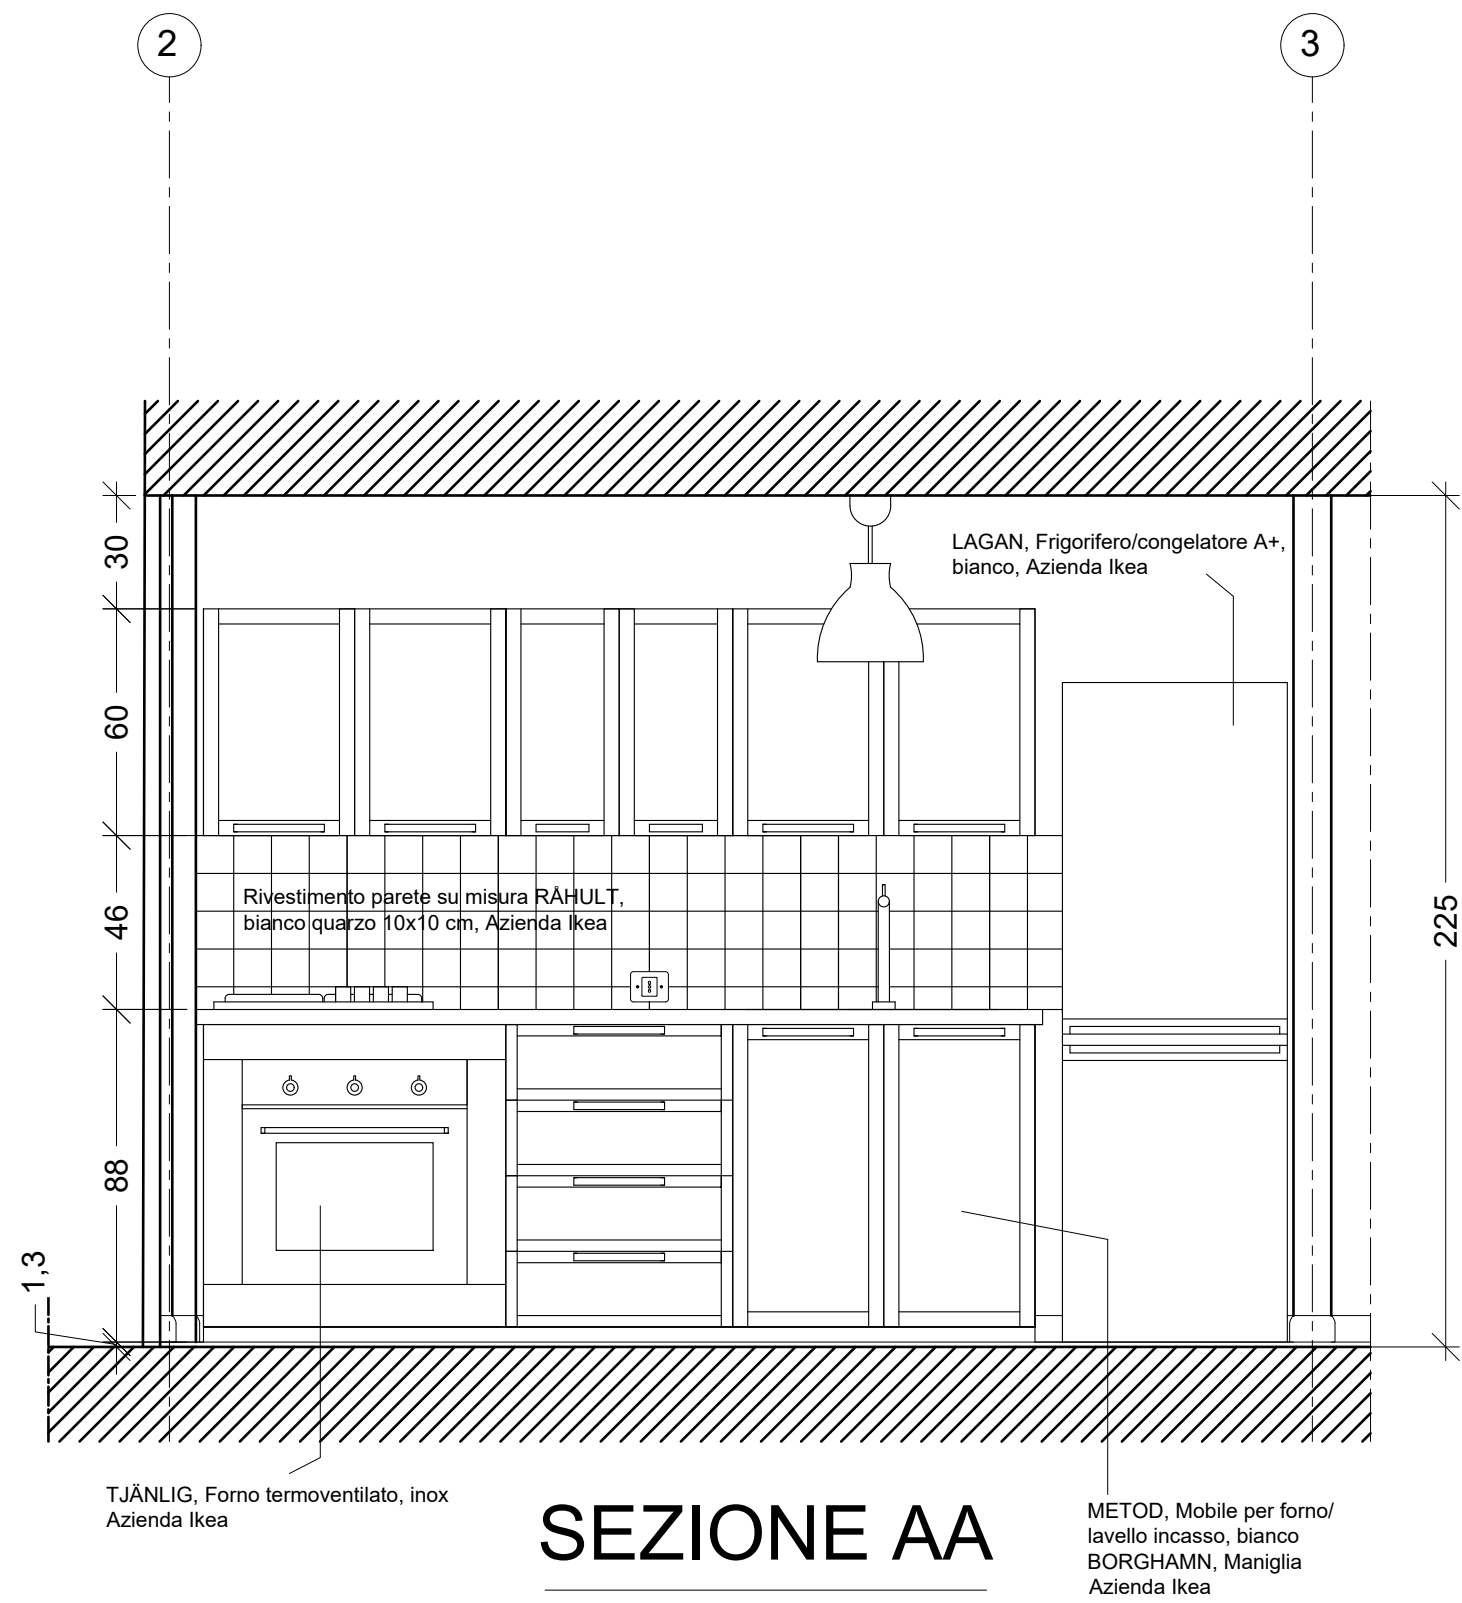 2
3
LAGAN, Frigorifero/congelatore A+,
bianco, Azienda Ikea
30
60
46
88
1,3
225
Rivestimento parete su misura RÅHULT,
bianco quarzo 10x10 cm, Azienda Ikea
TJÄNLIG, Forno termoventilato, inox
Azienda Ikea
SEZIONE AA
METOD, Mobile per forno/
lavello incasso, bianco
BORGHAMN, Maniglia
Azienda Ikea